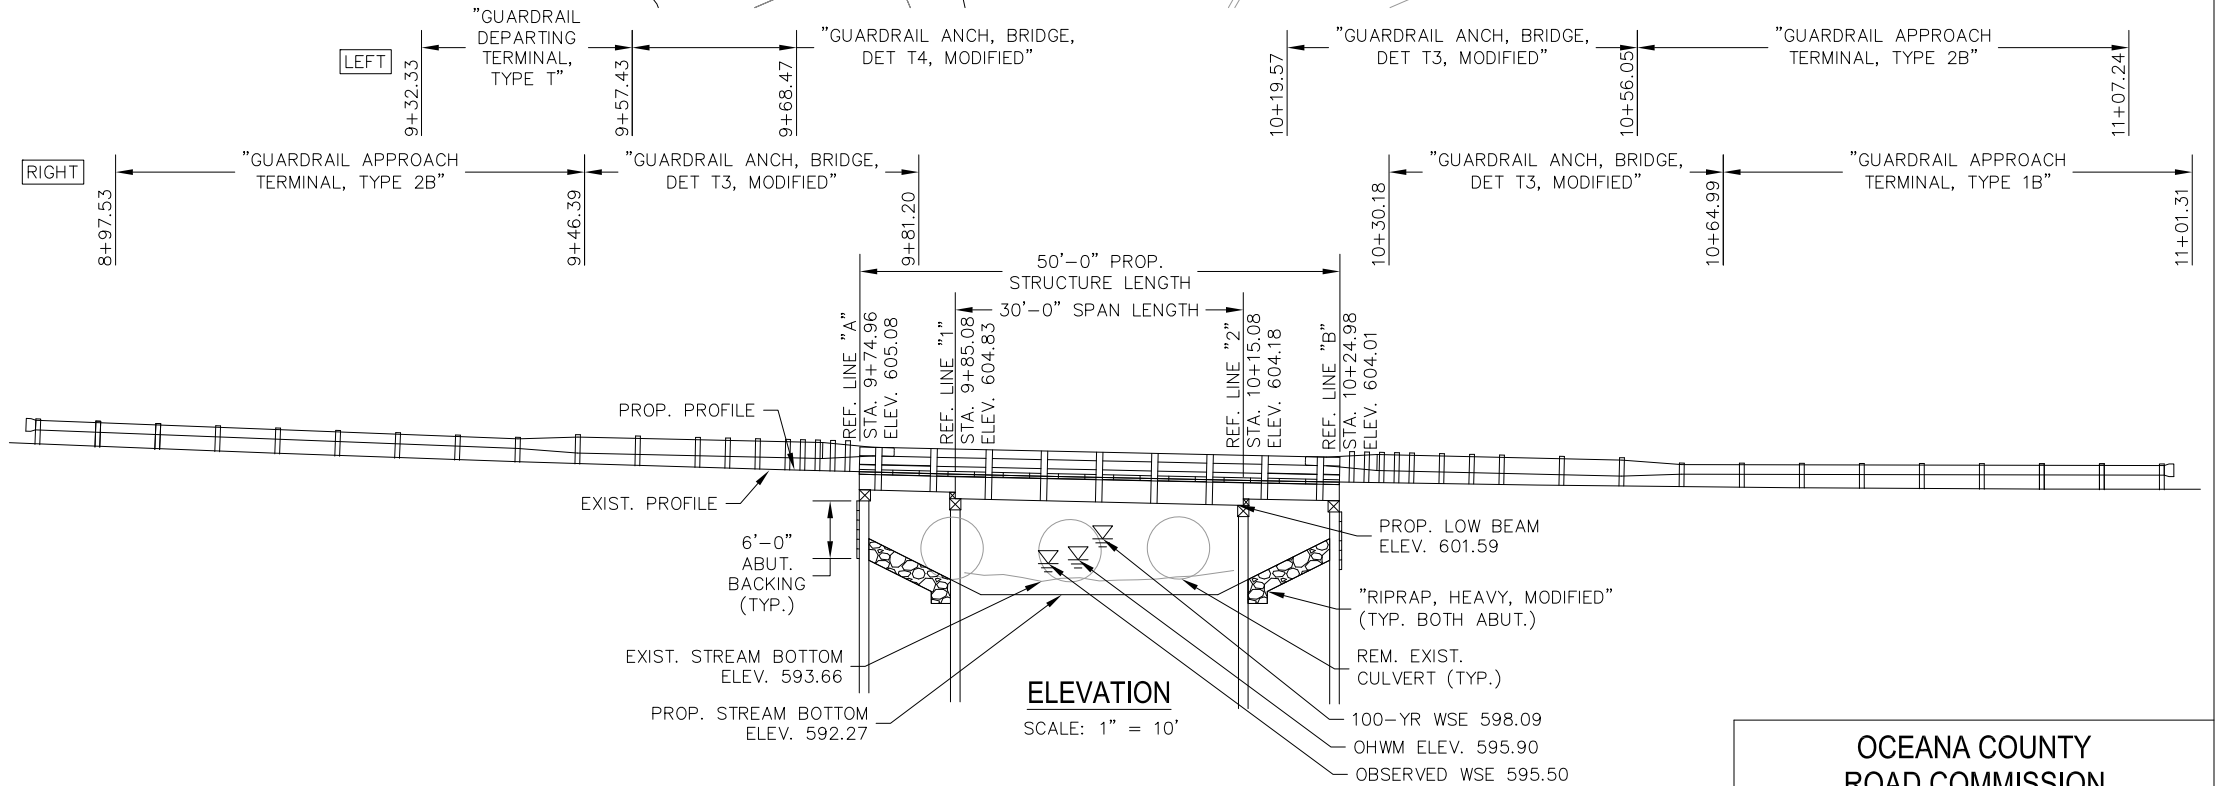 "GUARDRAIL
DEPARTING
TERMINAL,
TYPE T"
"GUARDRAIL ANCH, BRIDGE,
DET T4, MODIFIED"
"GUARDRAIL ANCH, BRIDGE,
DET T3, MODIFIED"
"GUARDRAIL APPROACH
TERMINAL, TYPE 2B"
LEFT
9+32.33
9+57.43
9+68.47
10+19.57
10+56.05
11+07.24
RIGHT
"GUARDRAIL APPROACH
TERMINAL, TYPE 2B"
"GUARDRAIL ANCH, BRIDGE,
DET T3, MODIFIED"
"GUARDRAIL ANCH, BRIDGE,
DET T3, MODIFIED"
"GUARDRAIL APPROACH
TERMINAL, TYPE 1B"
8+97.53
9+46.39
9+81.20
10+30.18
10+64.99
11+01.31
50'-0" PROP.
STRUCTURE LENGTH
30'-0" SPAN LENGTH
REF. LINE "A"
STA. 9+74.96
ELEV. 605.08
REF. LINE "1"
STA. 9+85.08
ELEV. 604.83
REF. LINE "2"
STA. 10+15.08
ELEV. 604.18
REF. LINE "B"
STA. 10+24.98
ELEV. 604.01
PROP. PROFILE
EXIST. PROFILE
6'-0"
ABUT.
BACKING
(TYP.)
PROP. LOW BEAM
ELEV. 601.59
"RIPRAP, HEAVY, MODIFIED"
(TYP. BOTH ABUT.)
EXIST. STREAM BOTTOM
ELEV. 593.66
REM. EXIST.
CULVERT (TYP.)
PROP. STREAM BOTTOM
ELEV. 592.27
ELEVATION
SCALE: 1" = 10'
100-YR WSE 598.09
OHWM ELEV. 595.90
OBSERVED WSE 595.50
OCEANA COUNTY
ROAD COMMISSION